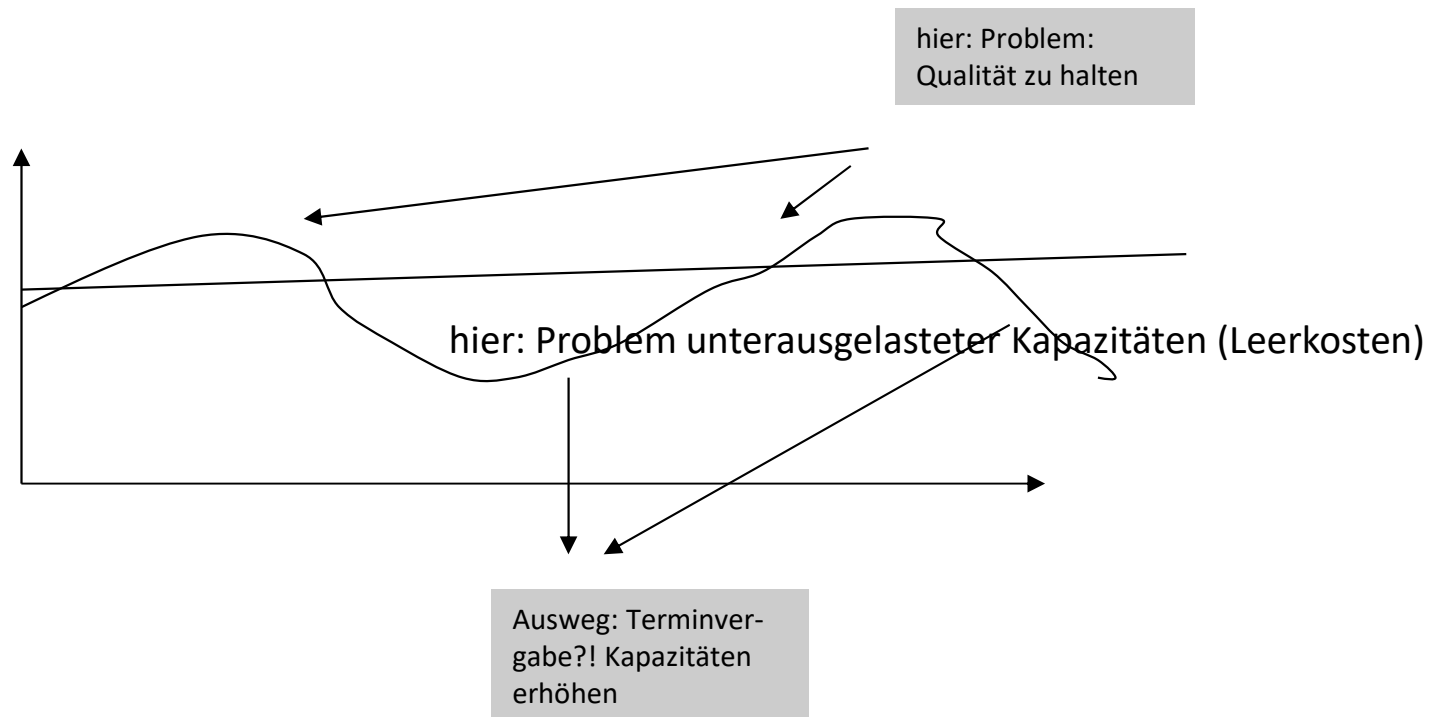 hier: Problem:
Qualität zu halten
hier: Problem unterausgelasteter Kapazitäten (Leerkosten)
Ausweg: Terminver-
gabe?! Kapazitäten
erhöhen